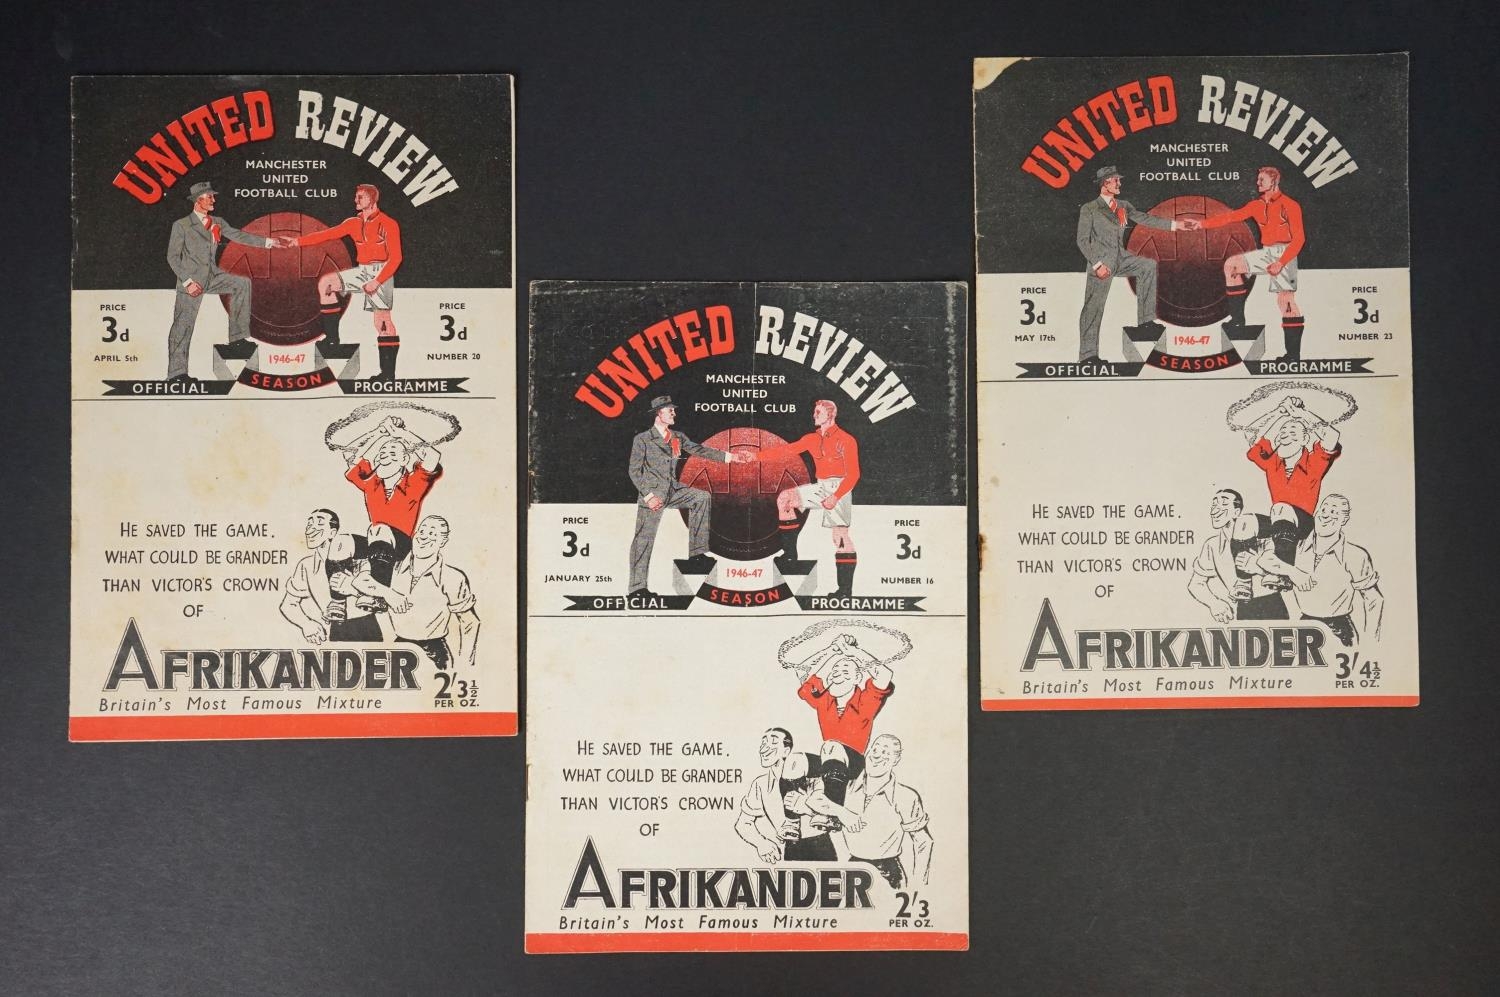 UNITED REVIEW
MANCHESTER
UNITED
FOOTBALL CLUB
PRICE
3d
APRIL 5th
PRICE
3d
NUMBER 20
1946-47
OFFICIAL SEASON PROGRAMME
HE SAVED THE GAME.
WHAT COULD BE GRANDER
THAN VICTOR'S CROWN
OF
AFRIKANDER
Britain's Most Famous Mixture
2'3½
PER OZ.
UNITED REVIEW
MANCHESTER
UNITED
FOOTBALL CLUB
PRICE
3d
JANUARY 25th
PRICE
3d
NUMBER 16
1946-47
OFFICIAL SEASON PROGRAMME
HE SAVED THE GAME.
WHAT COULD BE GRANDER
THAN VICTOR'S CROWN
OF
AFRIKANDER
Britain's Most Famous Mixture
2'3
PER OZ.
UNITED REVIEW
MANCHESTER
UNITED
FOOTBALL CLUB
PRICE
3d
MAY 17th
PRICE
3d
NUMBER 23
1946-47
OFFICIAL SEASON PROGRAMME
HE SAVED THE GAME.
WHAT COULD BE GRANDER
THAN VICTOR'S CROWN
OF
AFRIKANDER
Britain's Most Famous Mixture
3'4½
PER OZ.